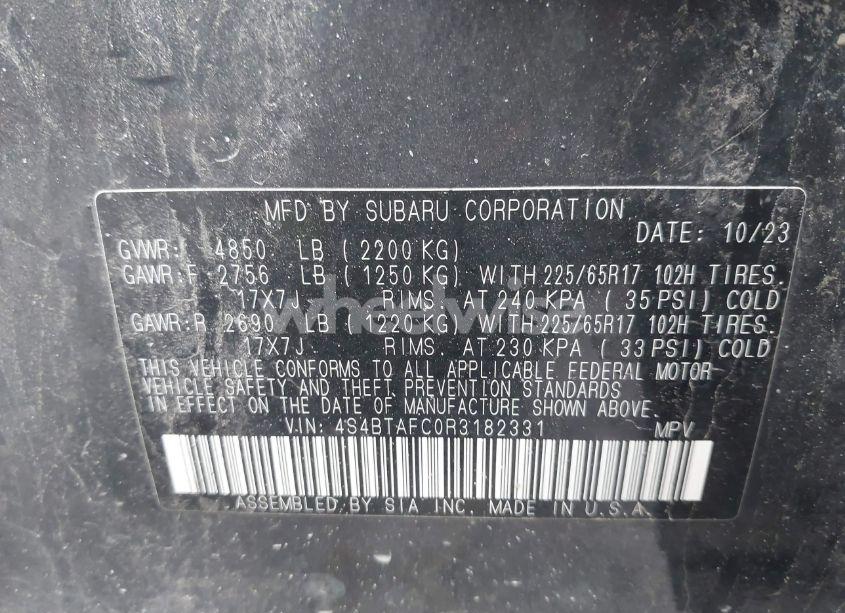 MFD BY SUBARU CORPORATION
DATE: 10/23
GVWR: 4850 LB (2200 KG)
GAWR:F 2756 LB (1250 KG) WITH 225/65R17 102H TIRES.
17X7J. RIMS. AT 240 KPA (35 PSI) COLD
GAWR:R 2690 LB (1220 KG) WITH 225/65R17 102H TIRES.
17X7J. RIMS. AT 230 KPA (33 PSI) COLD
THIS VEHICLE CONFORMS TO ALL APPLICABLE FEDERAL MOTOR
VEHICLE SAFETY AND THEFT PREVENTION STANDARDS
IN EFFECT ON THE DATE OF MANUFACTURE SHOWN ABOVE.
VIN: 4S4BTAFC0R3182331 MPV
ASSEMBLED BY SIA INC. MADE IN U.S.A.
wheelwise